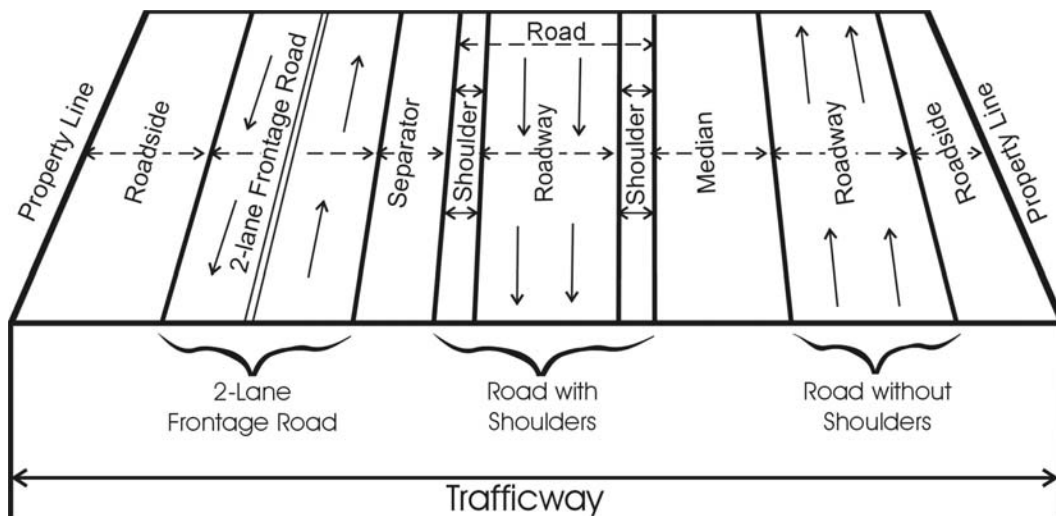 Road
Property Line
Roadside
2-lane Frontage Road
Separator
Shoulder
Roadway
Shoulder
Median
Roadway
Roadside
Property Line
2-Lane
Frontage Road
Road with
Shoulders
Road without
Shoulders
Trafficway